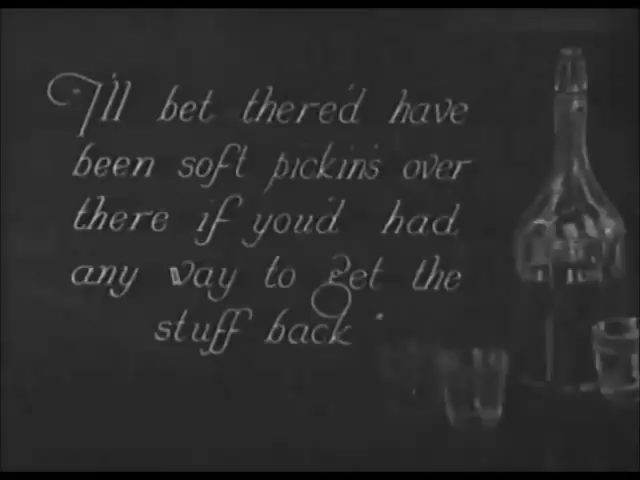 I'll bet there'd have
been soft pickin's over
there if you'd had
any way to get the
stuff back.